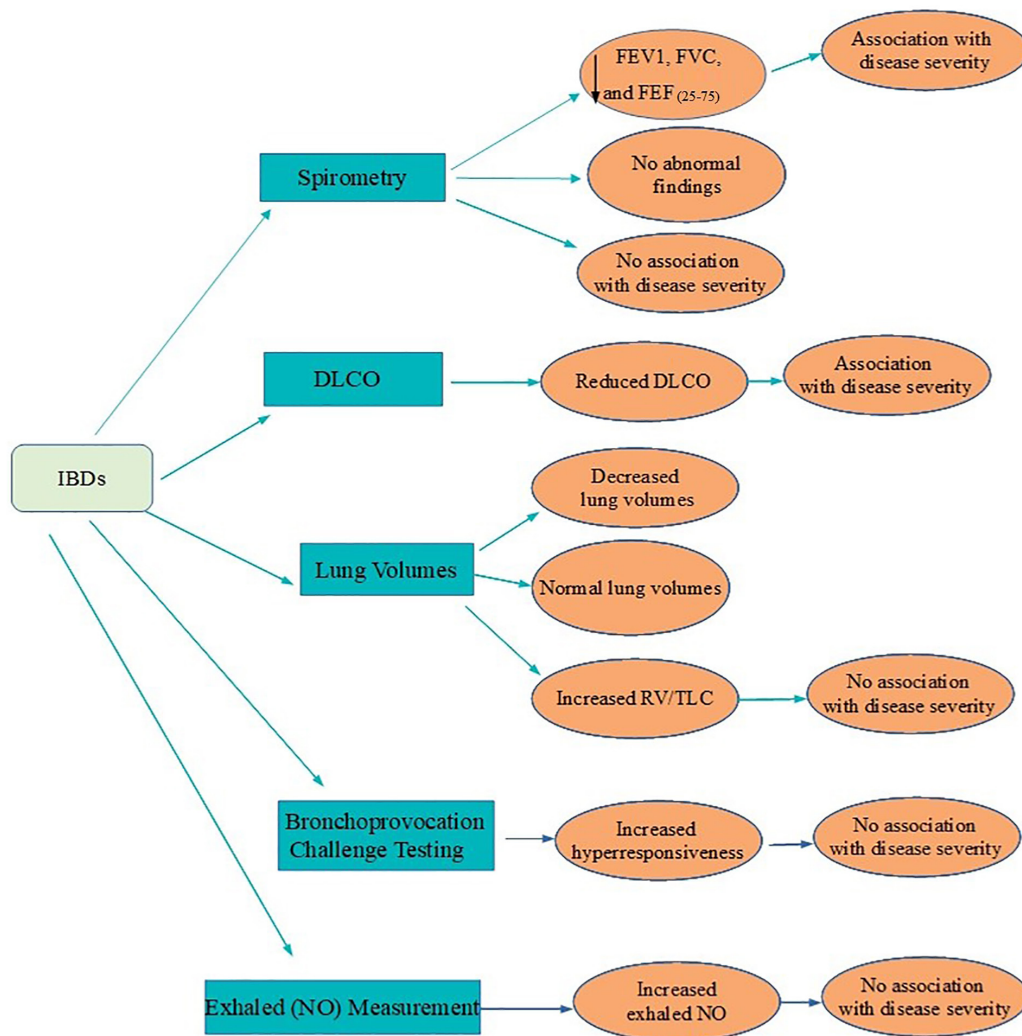 FEV1, FVC,
and FEF (25-75)
Association with
disease severity
Spirometry
No abnormal
findings
No association
with disease severity
DLCO
Reduced DLCO
Association
with disease severity
IBDs
Decreased
lung volumes
Lung Volumes
Normal lung volumes
Increased RV/TLC
No association
with disease severity
Bronchoprovocation
Challenge Testing
Increased
hyperresponsiveness
No association
with disease severity
Exhaled (NO) Measurement
Increased
exhaled NO
No association
with disease severity